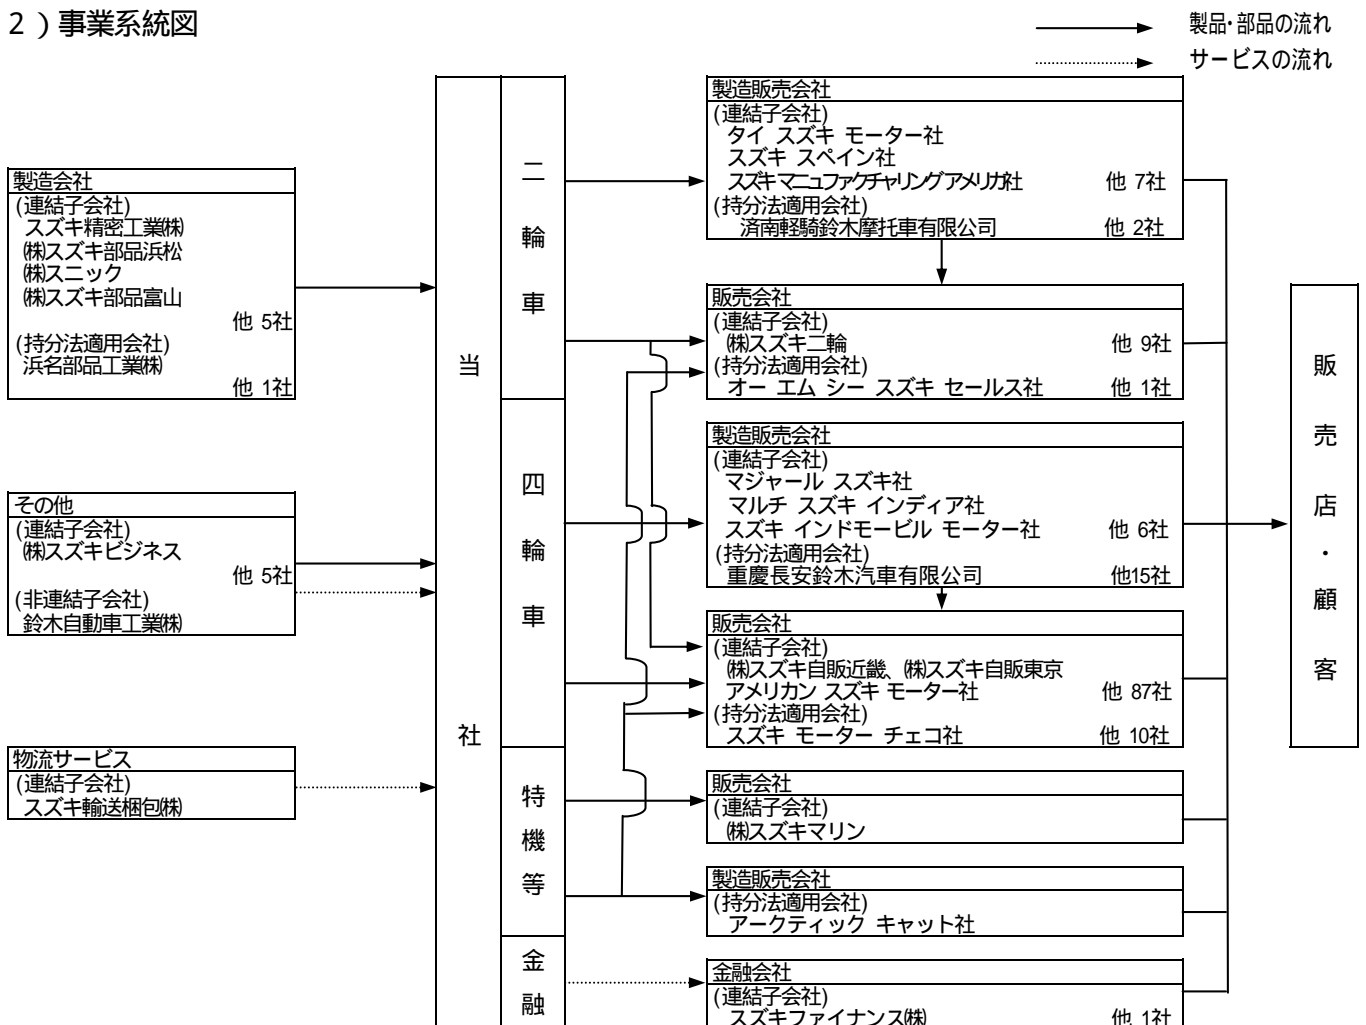 2）事業系統図
製品・部品の流れ
サービスの流れ
製造会社
(連結子会社)
スズキ精密工業㈱
㈱スズキ部品浜松
㈱スニック
㈱スズキ部品富山
他 5社
(持分法適用会社)
浜名部品工業㈱
他 1社
その他
(連結子会社)
㈱スズキビジネス
他 5社
(非連結子会社)
鈴木自動車工業㈱
物流サービス
(連結子会社)
スズキ輸送梱包㈱
当社
二輪車
四輪車
特機等
金融
製造販売会社
(連結子会社)
タイ スズキ モーター社
スズキ スペイン社
スズキ マニュファクチャリング アメリカ社 他 7社
(持分法適用会社)
済南軽騎鈴木摩托車有限公司 他 2社
販売会社
(連結子会社)
㈱スズキ二輪 他 9社
(持分法適用会社)
オー エム シー スズキ セールス社 他 1社
製造販売会社
(連結子会社)
マジャール スズキ社
マルチ スズキ インディア社
スズキ インドモービル モーター社 他 6社
(持分法適用会社)
重慶長安鈴木汽車有限公司 他15社
販売会社
(連結子会社)
㈱スズキ自販近畿、㈱スズキ自販東京
アメリカン スズキ モーター社 他 87社
(持分法適用会社)
スズキ モーター チェコ社 他 10社
販売会社
(連結子会社)
㈱スズキマリン
製造販売会社
(持分法適用会社)
アークティック キャット社
金融会社
(連結子会社)
スズキファイナンス㈱ 他 1社
販売店・顧客